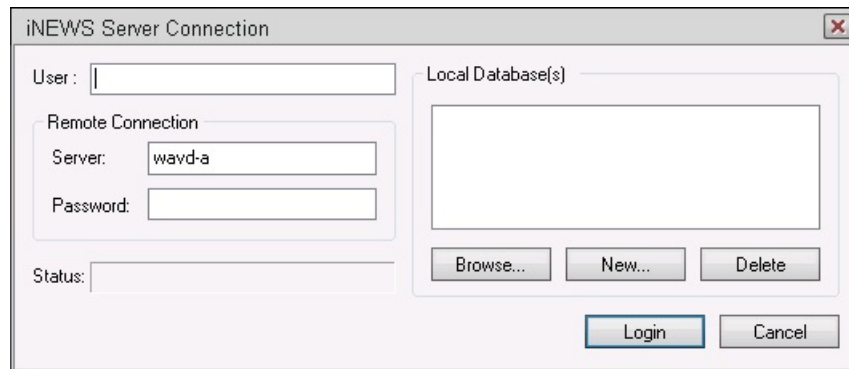 iNEWS Server Connection
User :
Remote Connection
Server: wavd-a
Password:
Status:
Local Database(s)
Browse... New... Delete
Login Cancel